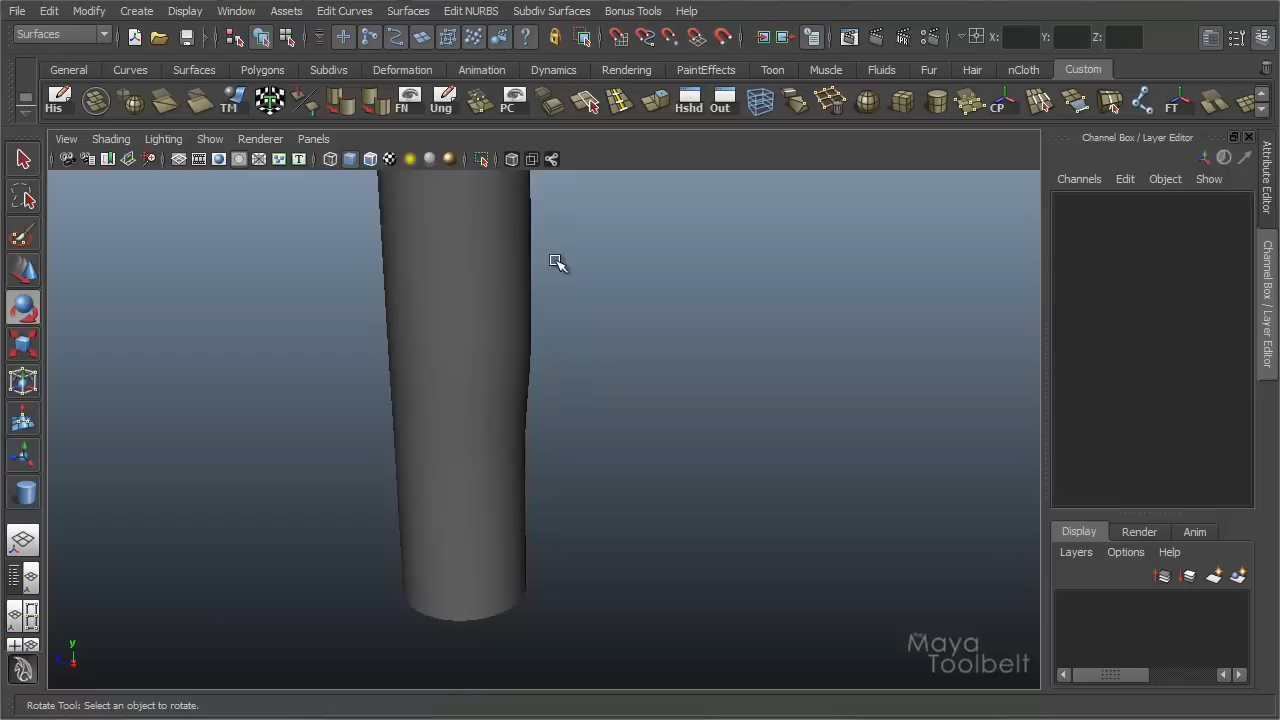 File Edit Modify Create Display Window Assets Edit Curves Surfaces Edit NURBS Subdiv Surfaces Bonus Tools Help
Surfaces X: Y: Z:
General Curves Surfaces Polygons Subdivs Deformation Animation Dynamics Rendering PaintEffects Toon Muscle Fluids Fur Hair nCloth Custom
His TM FN Ung PC Hshd Out CP FT
View Shading Lighting Show Renderer Panels
Channel Box / Layer Editor
Channels Edit Object Show
Attribute Editor
Channel Box / Layer Editor
Display Render Anim
Layers Options Help
y
the Maya
Toolbelt
Rotate Tool: Select an object to rotate.